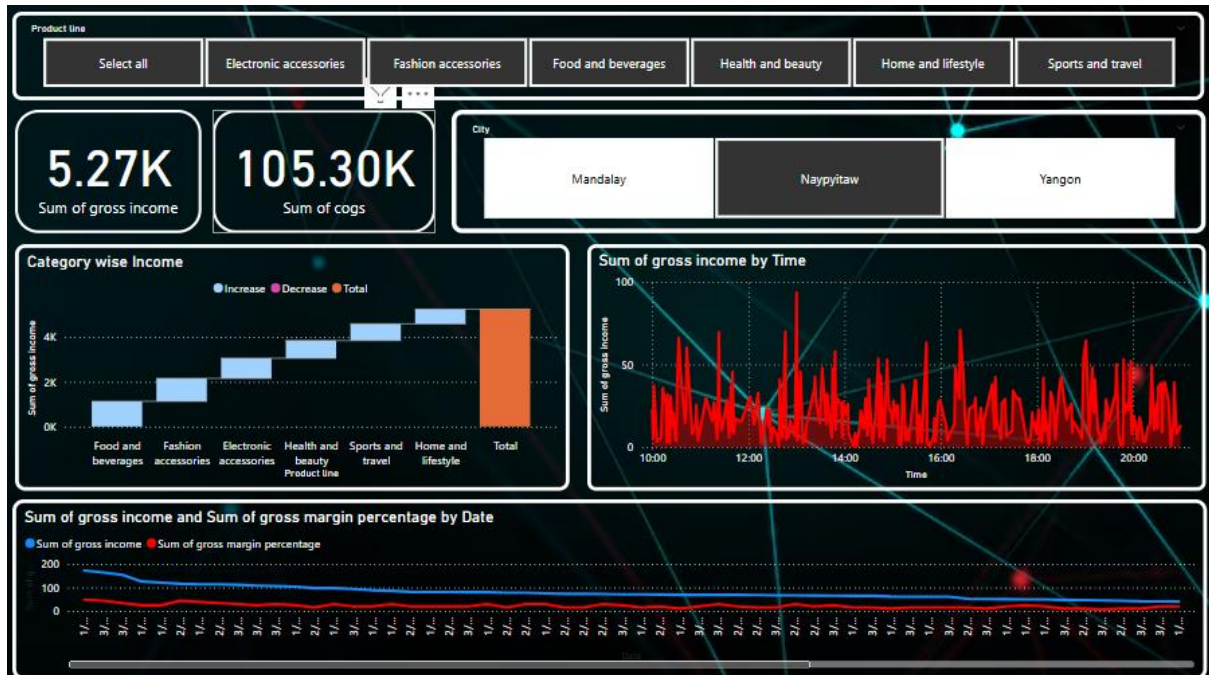 Product line
Select all Electronic accessories Fashion accessories Food and beverages Health and beauty Home and lifestyle Sports and travel
5.27K
Sum of gross income
105.30K
Sum of cogs
City
Mandalay Naypyitaw Yangon
Category wise Income
Increase Decrease Total
Sum of gross income
4K
2K
0K
Food and beverages
Fashion accessories
Electronic accessories
Health and beauty
Sports and travel
Home and lifestyle
Total
Product line
Sum of gross income by Time
Sum of gross income
100
50
0
10:00 12:00 14:00 16:00 18:00 20:00
Time
Sum of gross income and Sum of gross margin percentage by Date
Sum of gross income Sum of gross margin percentage
200
100
0
Date